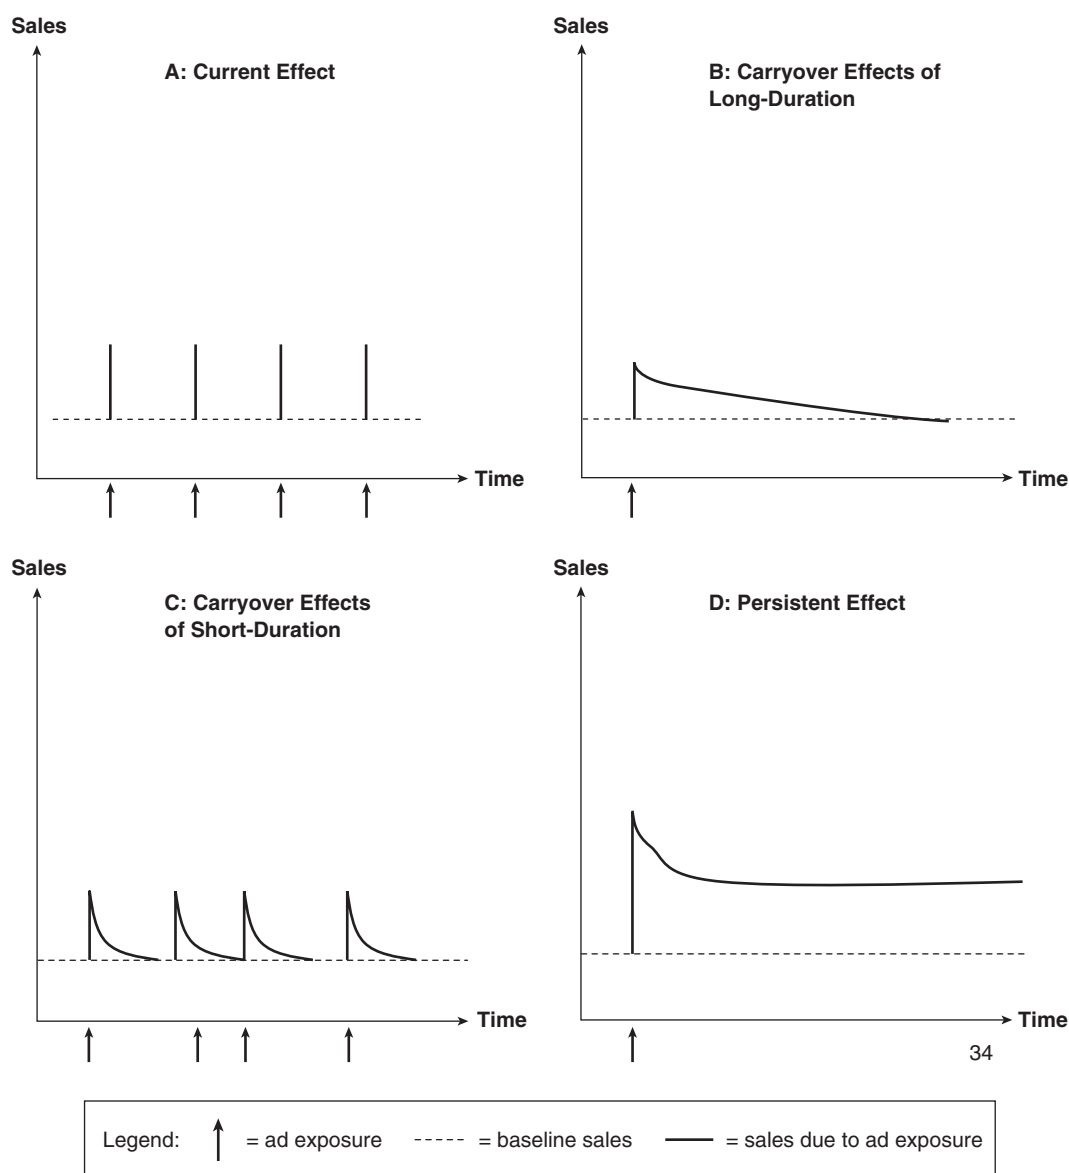 Sales
A: Current Effect
Time
Sales
B: Carryover Effects of
Long-Duration
Time
Sales
C: Carryover Effects
of Short-Duration
Time
Sales
D: Persistent Effect
Time
34
Legend: = ad exposure = baseline sales = sales due to ad exposure